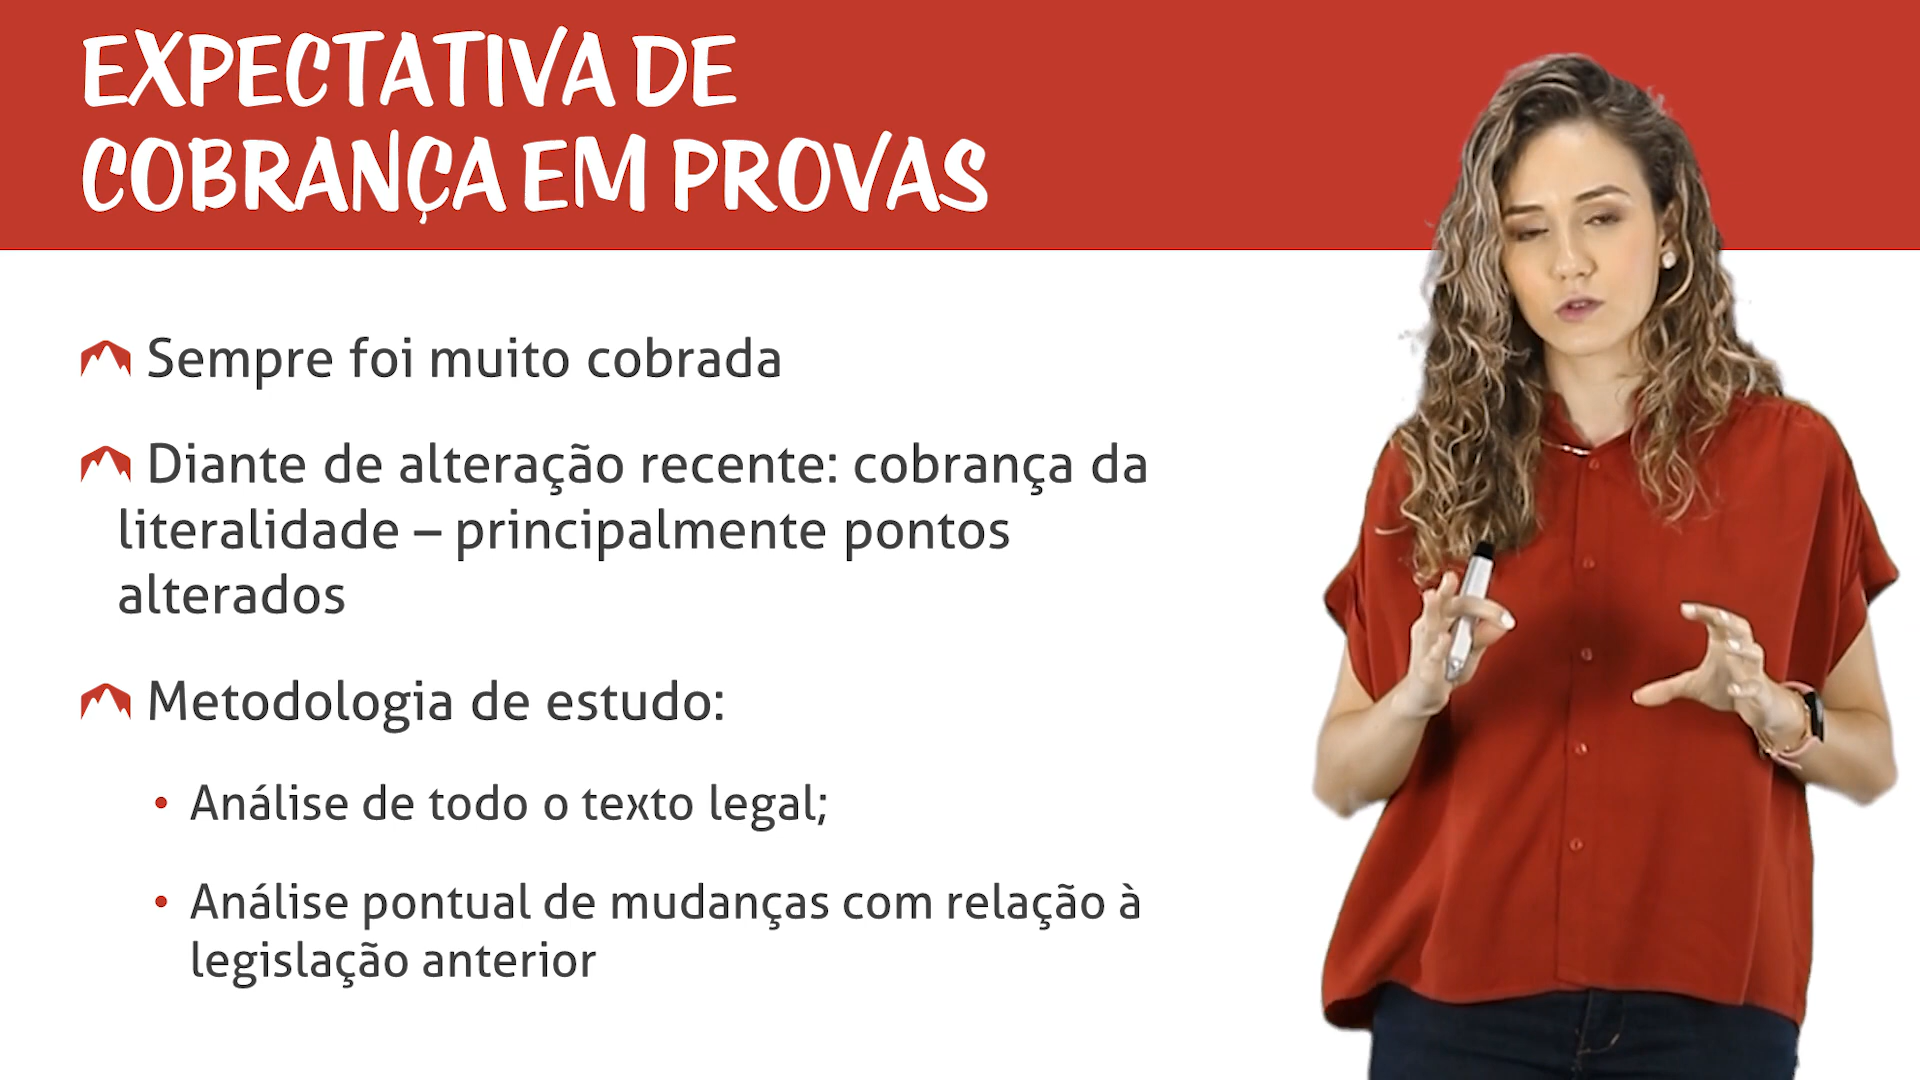 EXPECTATIVA DE
COBRANÇA EM PROVAS
Sempre foi muito cobrada
Diante de alteração recente: cobrança da
literalidade – principalmente pontos
alterados
Metodologia de estudo:
• Análise de todo o texto legal;
• Análise pontual de mudanças com relação à
legislação anterior